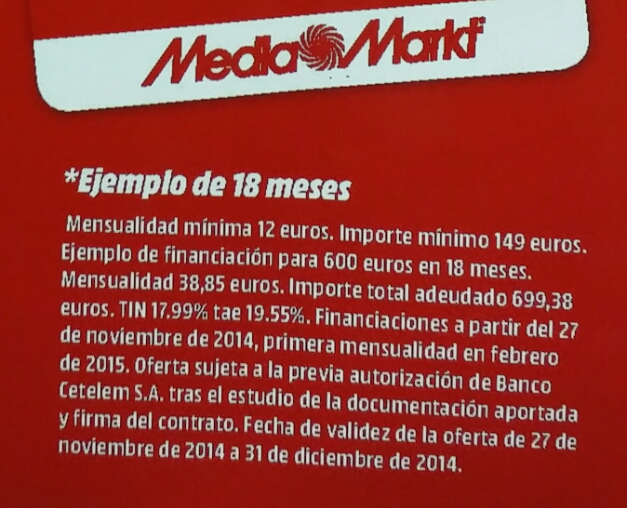 Media Markt
*Ejemplo de 18 meses
Mensualidad mínima 12 euros. Importe mínimo 149 euros.
Ejemplo de financiación para 600 euros en 18 meses.
Mensualidad 38,85 euros. Importe total adeudado 699,38
euros. TIN 17.99% tae 19.55%. Financiaciones a partir del 27
de noviembre de 2014, primera mensualidad en febrero
de 2015. Oferta sujeta a la previa autorización de Banco
Cetelem S.A. tras el estudio de la documentación aportada
y firma del contrato. Fecha de validez de la oferta de 27 de
noviembre de 2014 a 31 de diciembre de 2014.